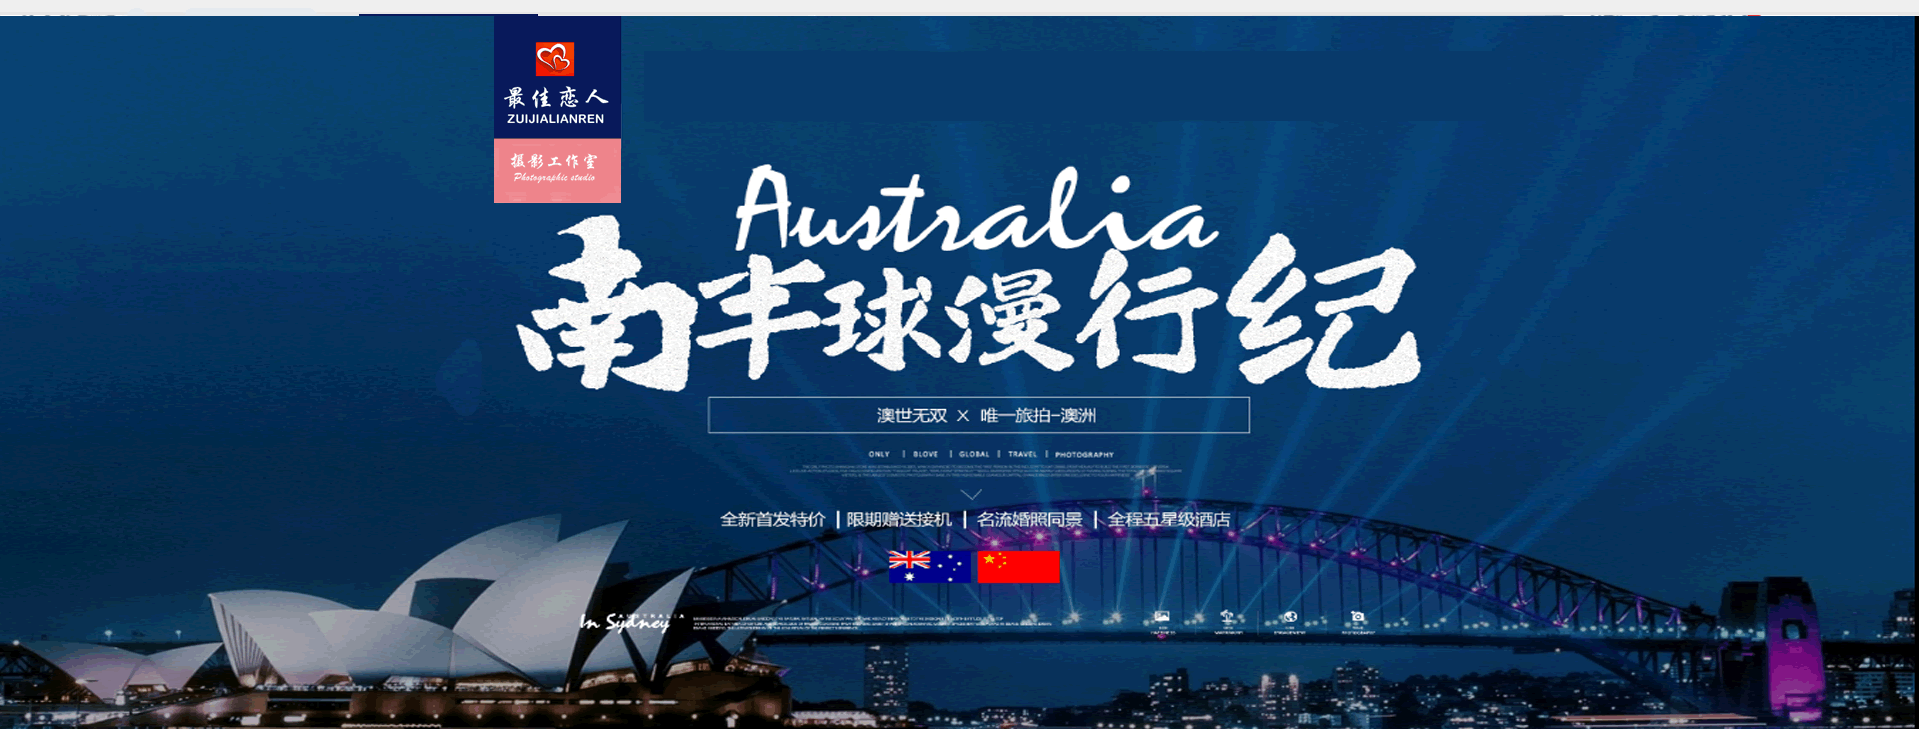 最佳恋人
ZUIJIALIANREN
摄影工作室
Photographic studio
Australia
南半球漫行纪
澳世无双 × 唯一旅拍-澳洲
ONLY | BLOVE | GLOBAL | TRAVEL | PHOTOGRAPHY
全新首发特价 | 限期赠送接机 | 名流婚照同景 | 全程五星级酒店
AUSTRALIA
In Sydney